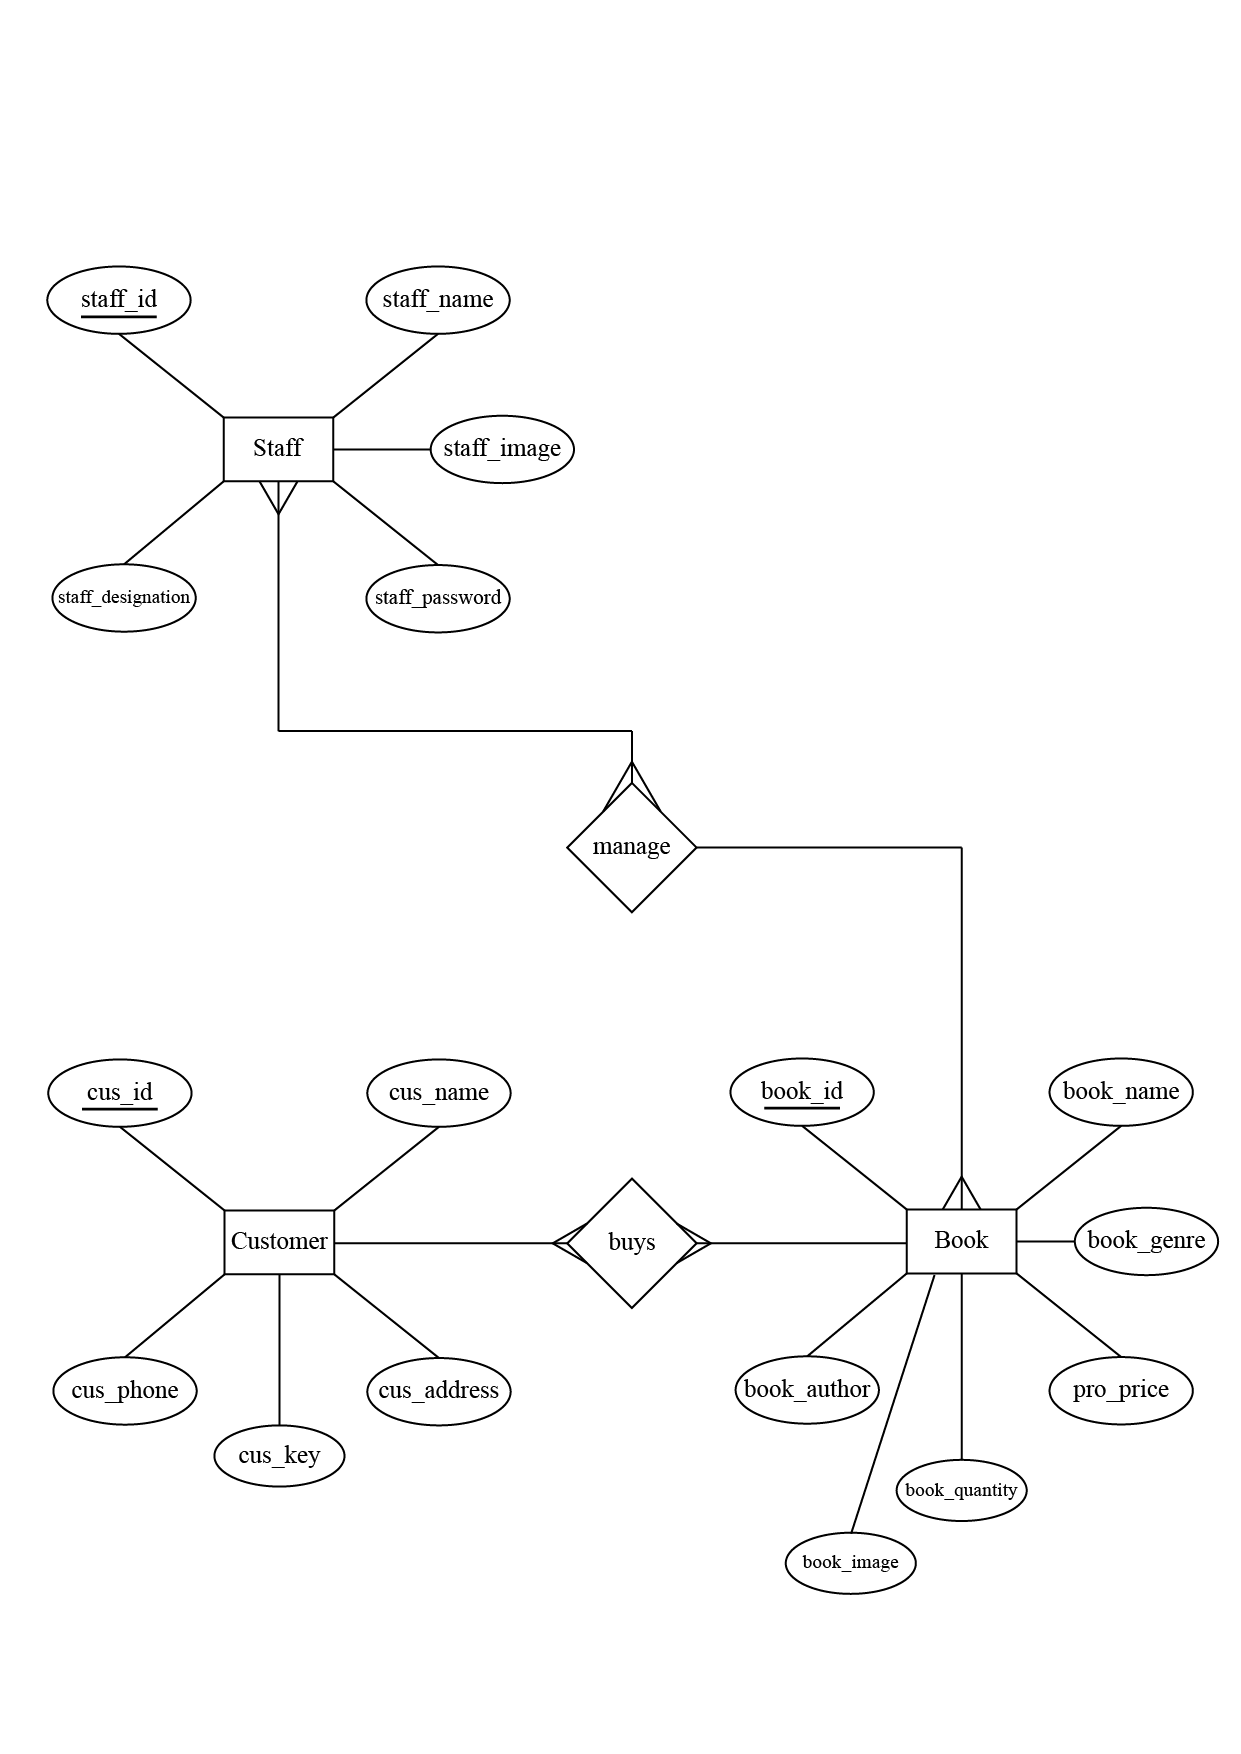 staff_id
staff_name
Staff
staff_image
staff_designation
staff_password
manage
cus_id
cus_name
book_id
book_name
Customer
buys
Book
book_genre
cus_phone
cus_address
book_author
pro_price
cus_key
book_quantity
book_image